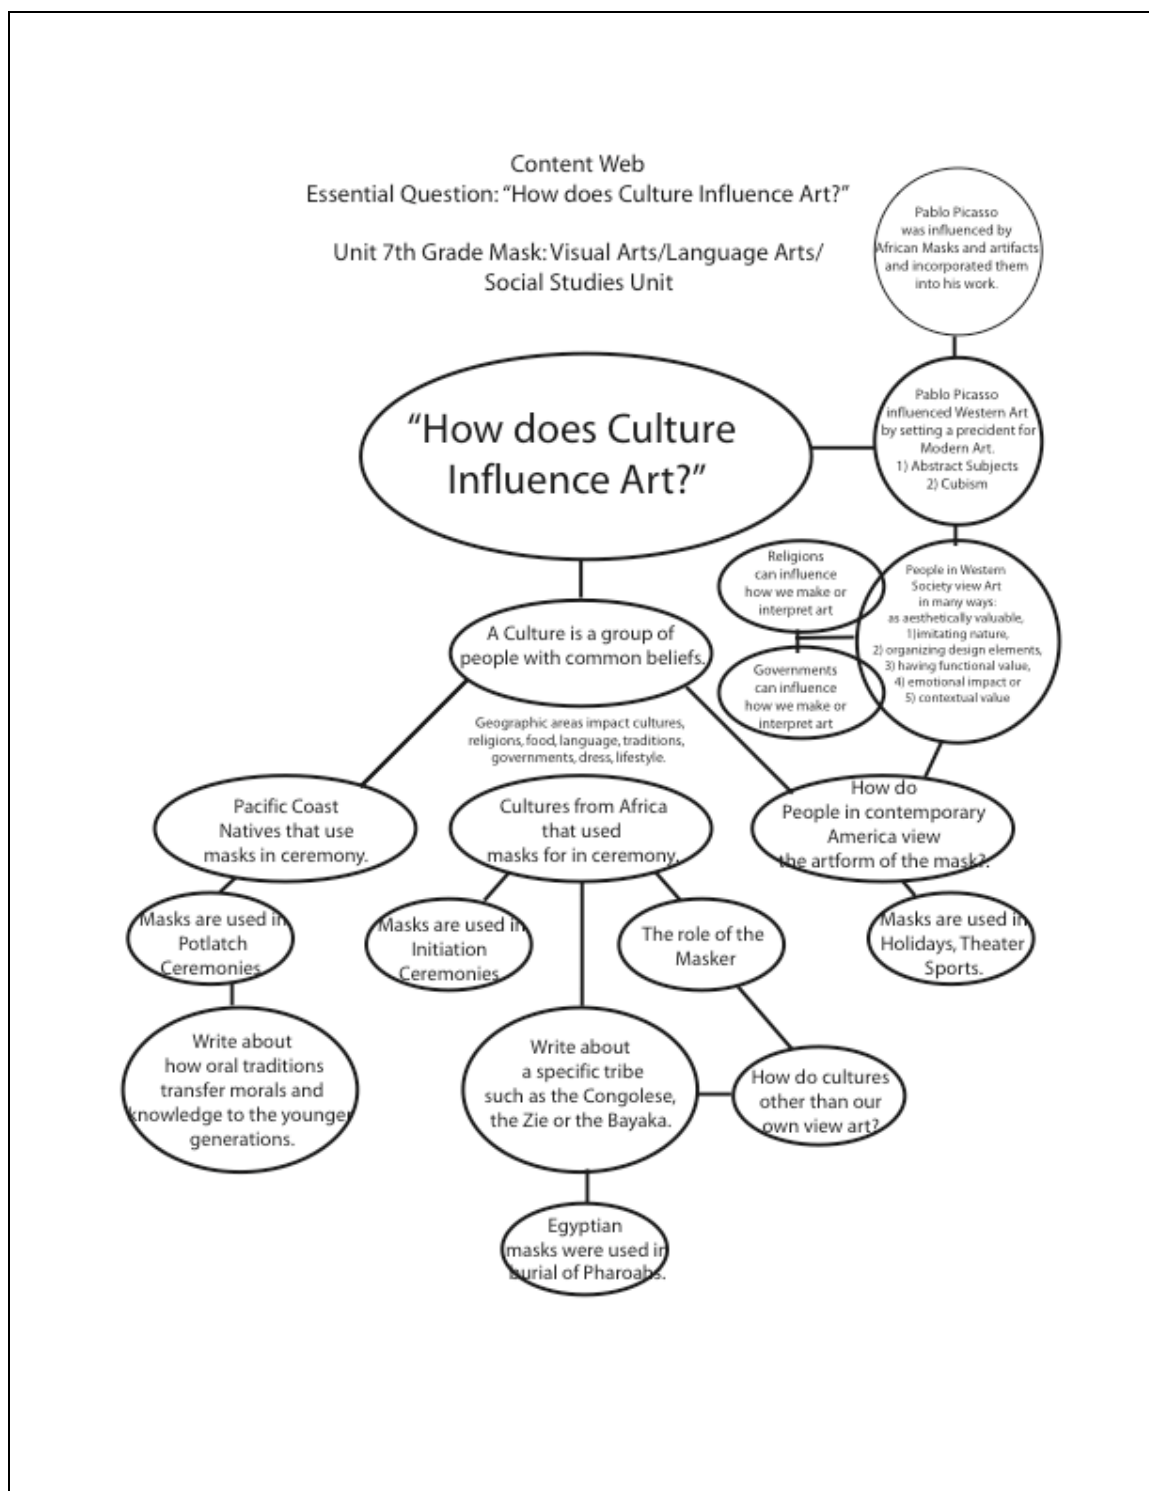 Content Web
Essential Question: “How does Culture Influence Art?”
Unit 7th Grade Mask: Visual Arts/Language Arts/
Social Studies Unit
Pablo Picasso
was influenced by
African Masks and artifacts
and incorporated them
into his work.
“How does Culture
Influence Art?”
Pablo Picasso
influenced Western Art
by setting a precident for
Modern Art.
1) Abstract Subjects
2) Cubism
Religions
can influence
how we make or
interpret art
People in Western
Society view Art
in many ways:
as aesthetically valuable,
1)imitating nature,
2) organizing design elements,
3) having functional value,
4) emotional impact or
5) contextual value
A Culture is a group of
people with common beliefs.
Governments
can influence
how we make or
interpret art
Geographic areas impact cultures,
religions, food, language, traditions,
governments, dress, lifestyle.
Pacific Coast
Natives that use
masks in ceremony.
Cultures from Africa
that used
masks for in ceremony.
How do
People in contemporary
America view
the artform of the mask?.
Masks are used in
Potlatch
Ceremonies.
Masks are used in
Initiation
Ceremonies.
The role of the
Masker
Masks are used in
Holidays, Theater
Sports.
Write about
how oral traditions
transfer morals and
knowledge to the younger
generations.
Write about
a specific tribe
such as the Congolese,
the Zie or the Bayaka.
How do cultures
other than our
own view art?
Egyptian
masks were used in
burial of Pharoahs.